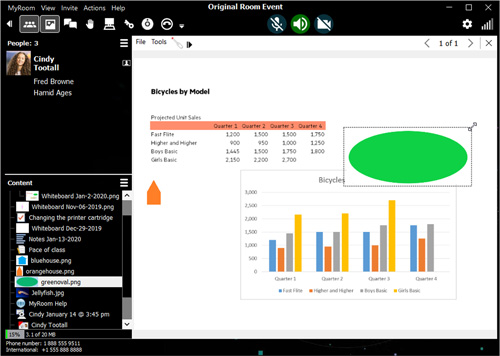 MyRoom View Invite Actions Help
Original Room Event
People: 3
Cindy
Tootall
Fred Browne
Hamid Ages
File Tools
1 of 1
Bicycles by Model
Projected Unit Sales
Quarter 1 Quarter 2 Quarter 3 Quarter 4
Fast Flite 1,200 1,500 1,500 1,750
Higher and Higher 900 950 1,000 1,250
Boys Basic 1,445 1,500 1,750 1,800
Girls Basic 2,150 2,200 2,700
Bicycles
3,000
2,500
2,000
1,500
1,000
500
0
Quarter 1 Quarter 2 Quarter 3 Quarter 4
Fast Flite Higher and Higher Boys Basic Girls Basic
Content
Whiteboard Jan-2-2020.png
Whiteboard Nov-06-2019.png
Changing the printer cartridge
Whiteboard Dec-29-2019
Notes Jan-13-2020
Pace of class
bluehouse.png
orangehouse.png
greenoval.png
Jellyfish.jpg
MyRoom Help
Cindy January 14 @ 3:45 pm
Cindy Tootall
15% 3.1 of 20 MB
Phone number: 1 888 555 9511
International: +1 555 888 8888